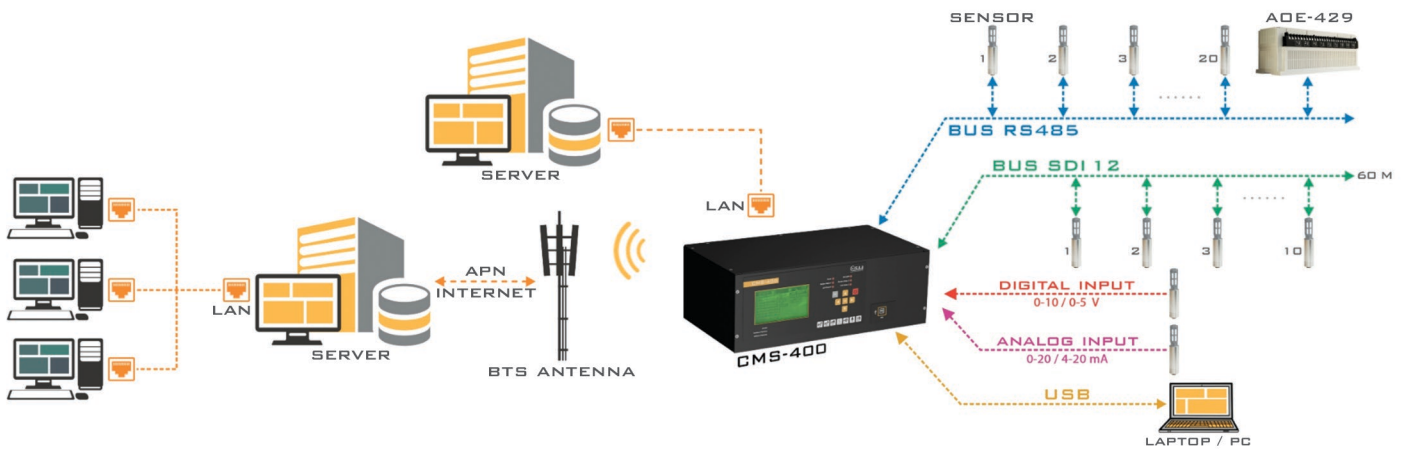 SENSOR
AOE-429
1
2
3
20
......
BUS RS485
SERVER
LAN
BUS SDI 12
60 M
......
1
2
3
10
APN
INTERNET
LAN
SERVER
BTS ANTENNA
CMS-400
DIGITAL INPUT
0-10 / 0-5 V
ANALOG INPUT
0-20 / 4-20 mA
USB
LAPTOP / PC